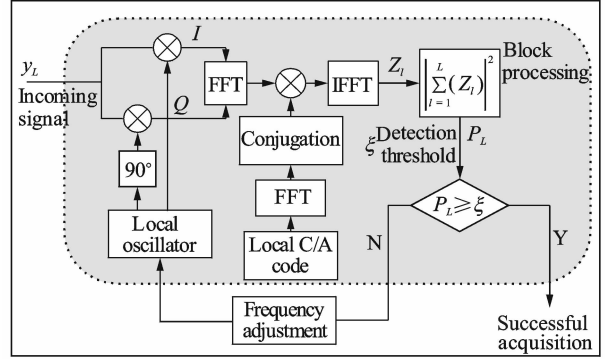 y_L
Incoming
signal
I
Q
90°
Local
oscillator
FFT
IFFT
Z_l
|∑_{l=1}^{L}(Z_l)|²
Block
processing
Conjugation
FFT
Local C/A
code
ξ Detection
threshold
P_L
P_L ≥ ξ
N
Y
Frequency
adjustment
Successful
acquisition